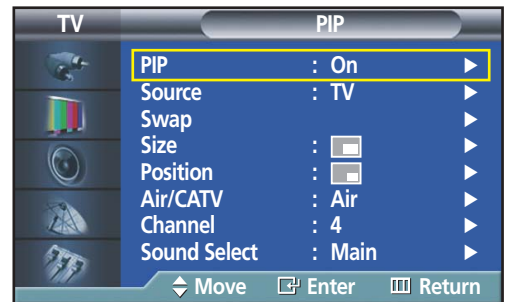 TV PIP
PIP : On
Source : TV
Swap
Size :
Position :
Air/CATV : Air
Channel : 4
Sound Select : Main
Move Enter Return